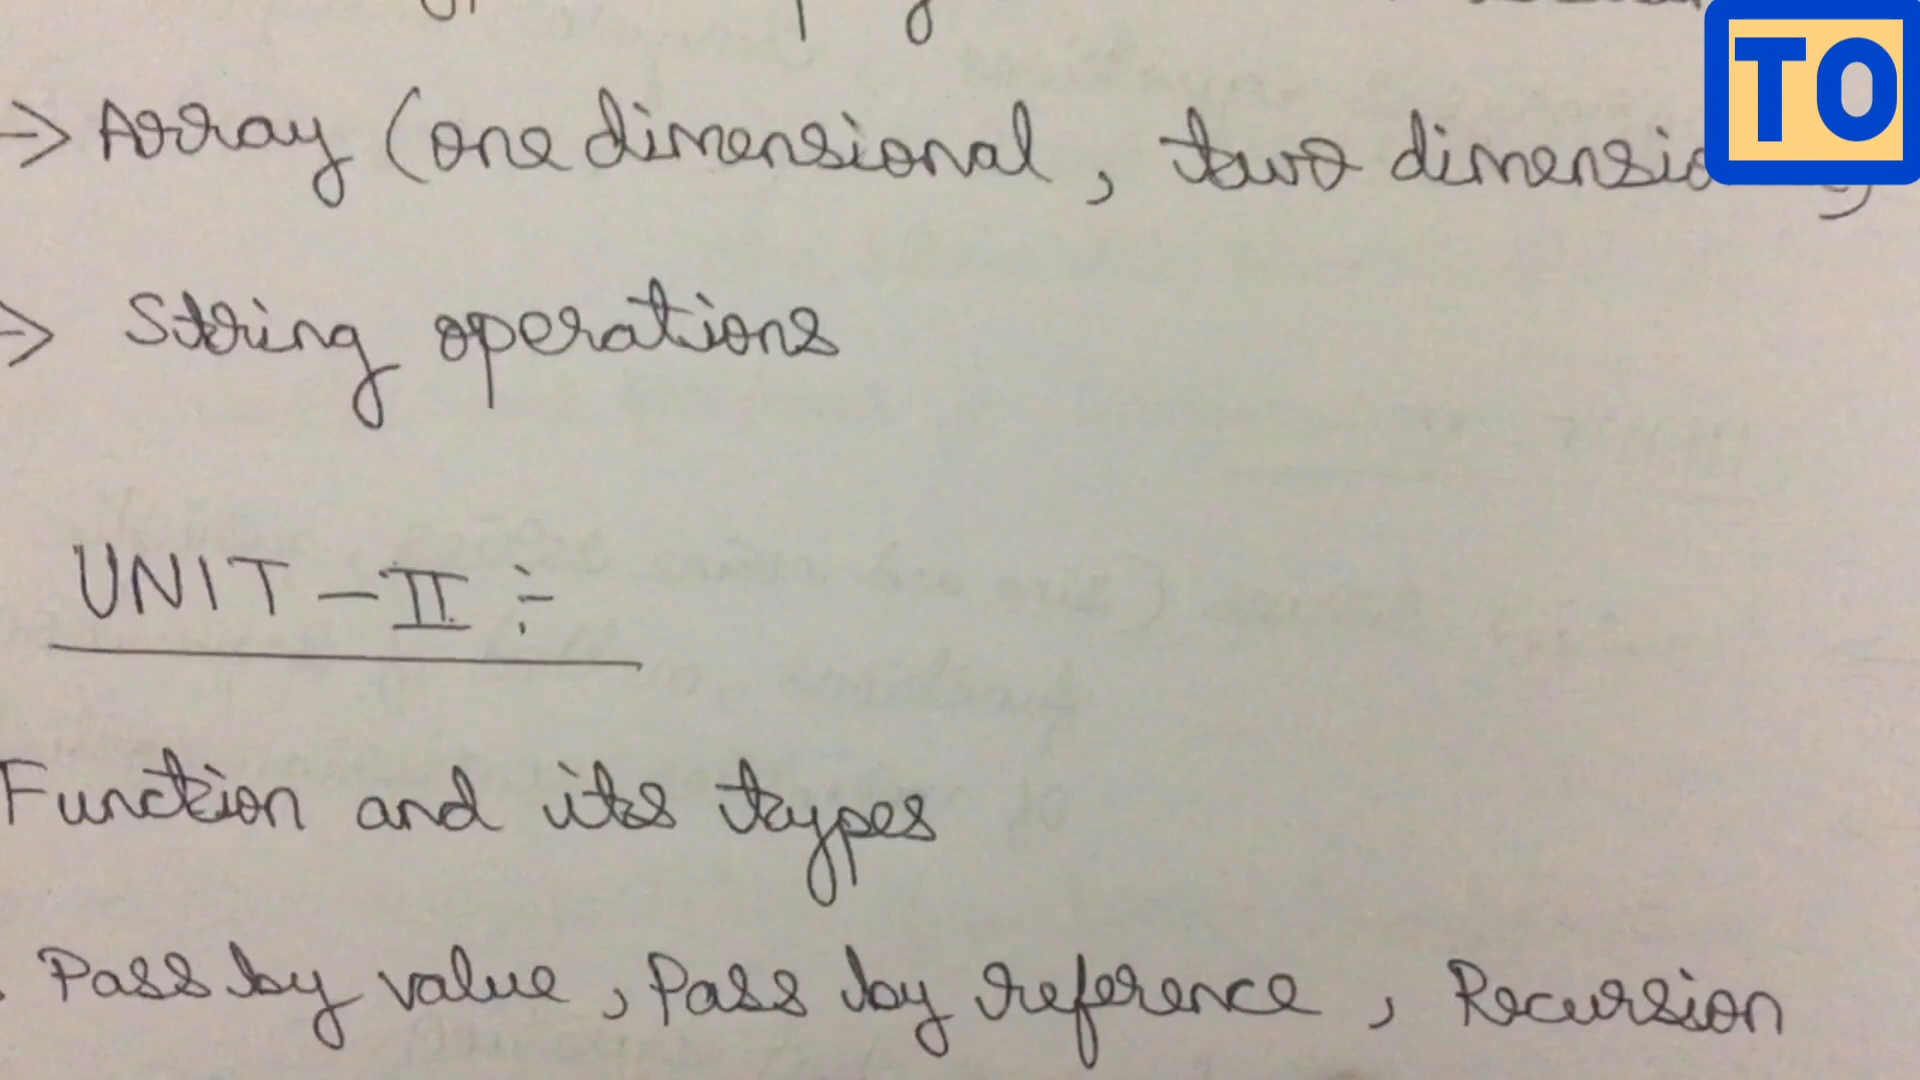 TO
→ Array (one dimensional, two
→ String operations
UNIT-II :-
Function and its types
Pass by value, Pass by reference, Recursion